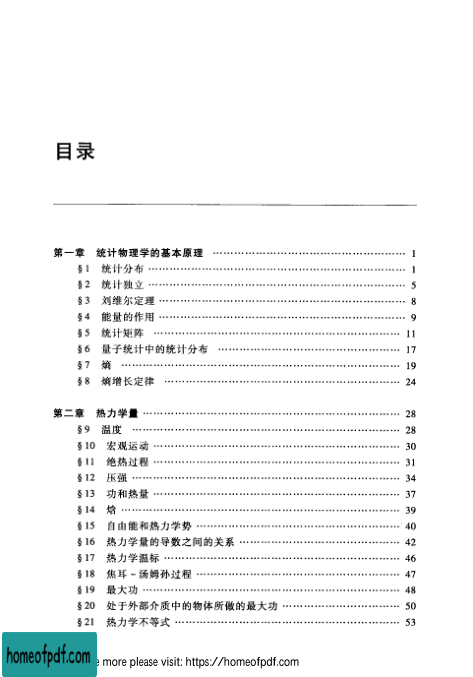 目录
第一章 统计物理学的基本原理 …… 1
§1 统计分布 …… 1
§2 统计独立 …… 5
§3 刘维尔定理 …… 8
§4 能量的作用 …… 9
§5 统计矩阵 …… 11
§6 量子统计中的统计分布 …… 17
§7 熵 …… 19
§8 熵增长定律 …… 24
第二章 热力学量 …… 28
§9 温度 …… 28
§10 宏观运动 …… 30
§11 绝热过程 …… 31
§12 压强 …… 34
§13 功和热量 …… 37
§14 焓 …… 39
§15 自由能和热力学势 …… 40
§16 热力学量的导数之间的关系 …… 42
§17 热力学温标 …… 46
§18 焦耳–汤姆孙过程 …… 47
§19 最大功 …… 48
§20 处于外部介质中的物体所做的最大功 …… 50
§21 热力学不等式 …… 53
homeofpdf.com
more please visit: https://homeofpdf.com